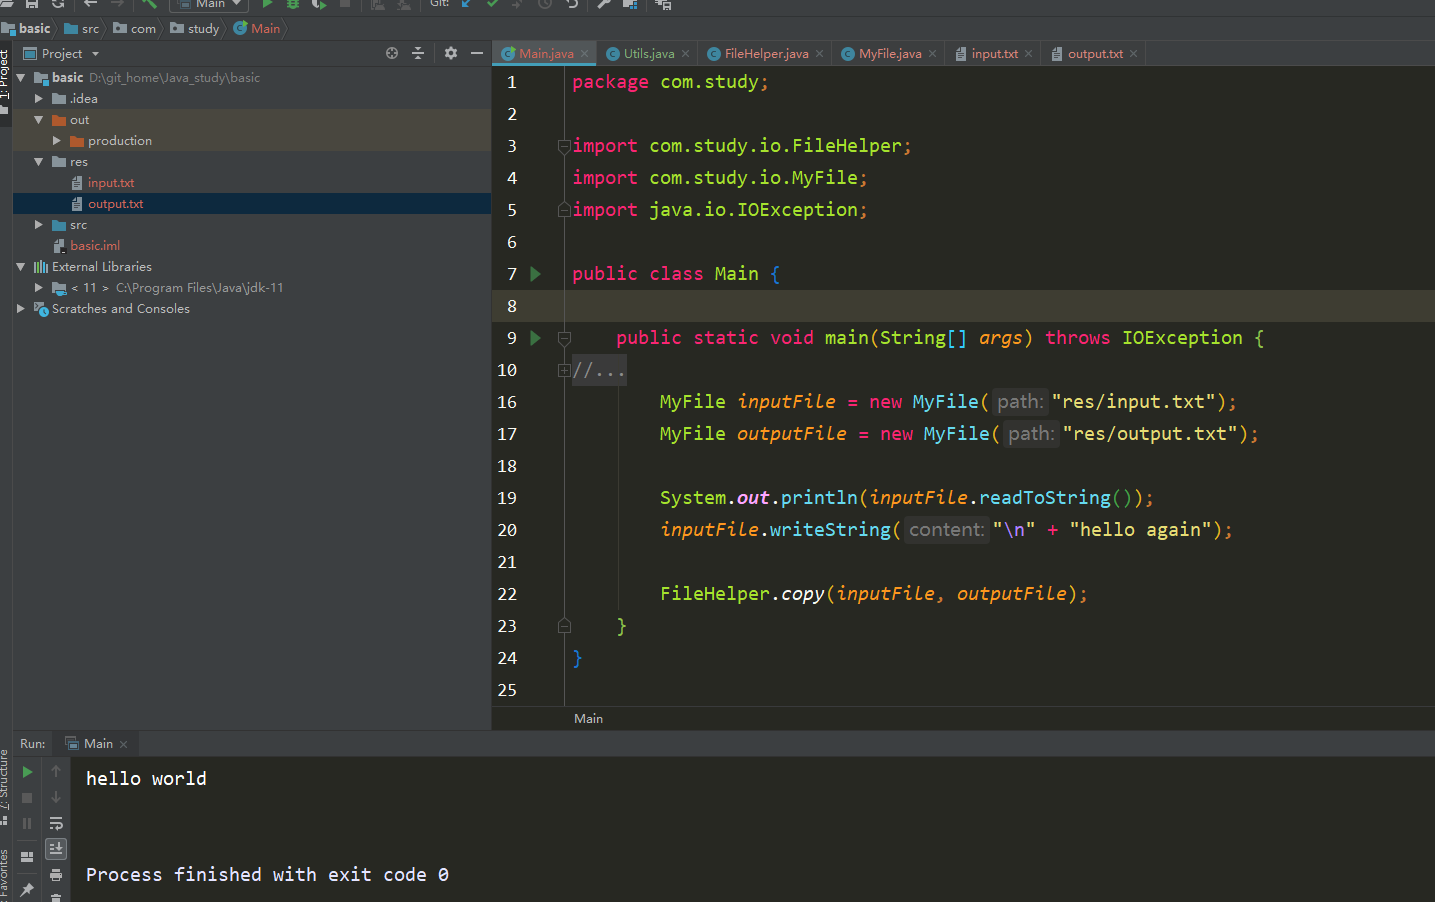 Main
Git:
basic src com study Main
Project
Main.java Utils.java FileHelper.java MyFile.java input.txt output.txt
1: Project
basic D:\git_home\Java_study\basic
.idea
out
production
res
input.txt
output.txt
src
basic.iml
External Libraries
< 11 > C:\Program Files\Java\jdk-11
Scratches and Consoles
1 package com.study;
2
3 import com.study.io.FileHelper;
4 import com.study.io.MyFile;
5 import java.io.IOException;
6
7 public class Main {
8
9 public static void main(String[] args) throws IOException {
10 //...
16 MyFile inputFile = new MyFile( path: "res/input.txt");
17 MyFile outputFile = new MyFile( path: "res/output.txt");
18
19 System.out.println(inputFile.readToString());
20 inputFile.writeString( content: "\n" + "hello again");
21
22 FileHelper.copy(inputFile, outputFile);
23 }
24 }
25
Main
Run: Main
7: Structure
Favorites
hello world
Process finished with exit code 0